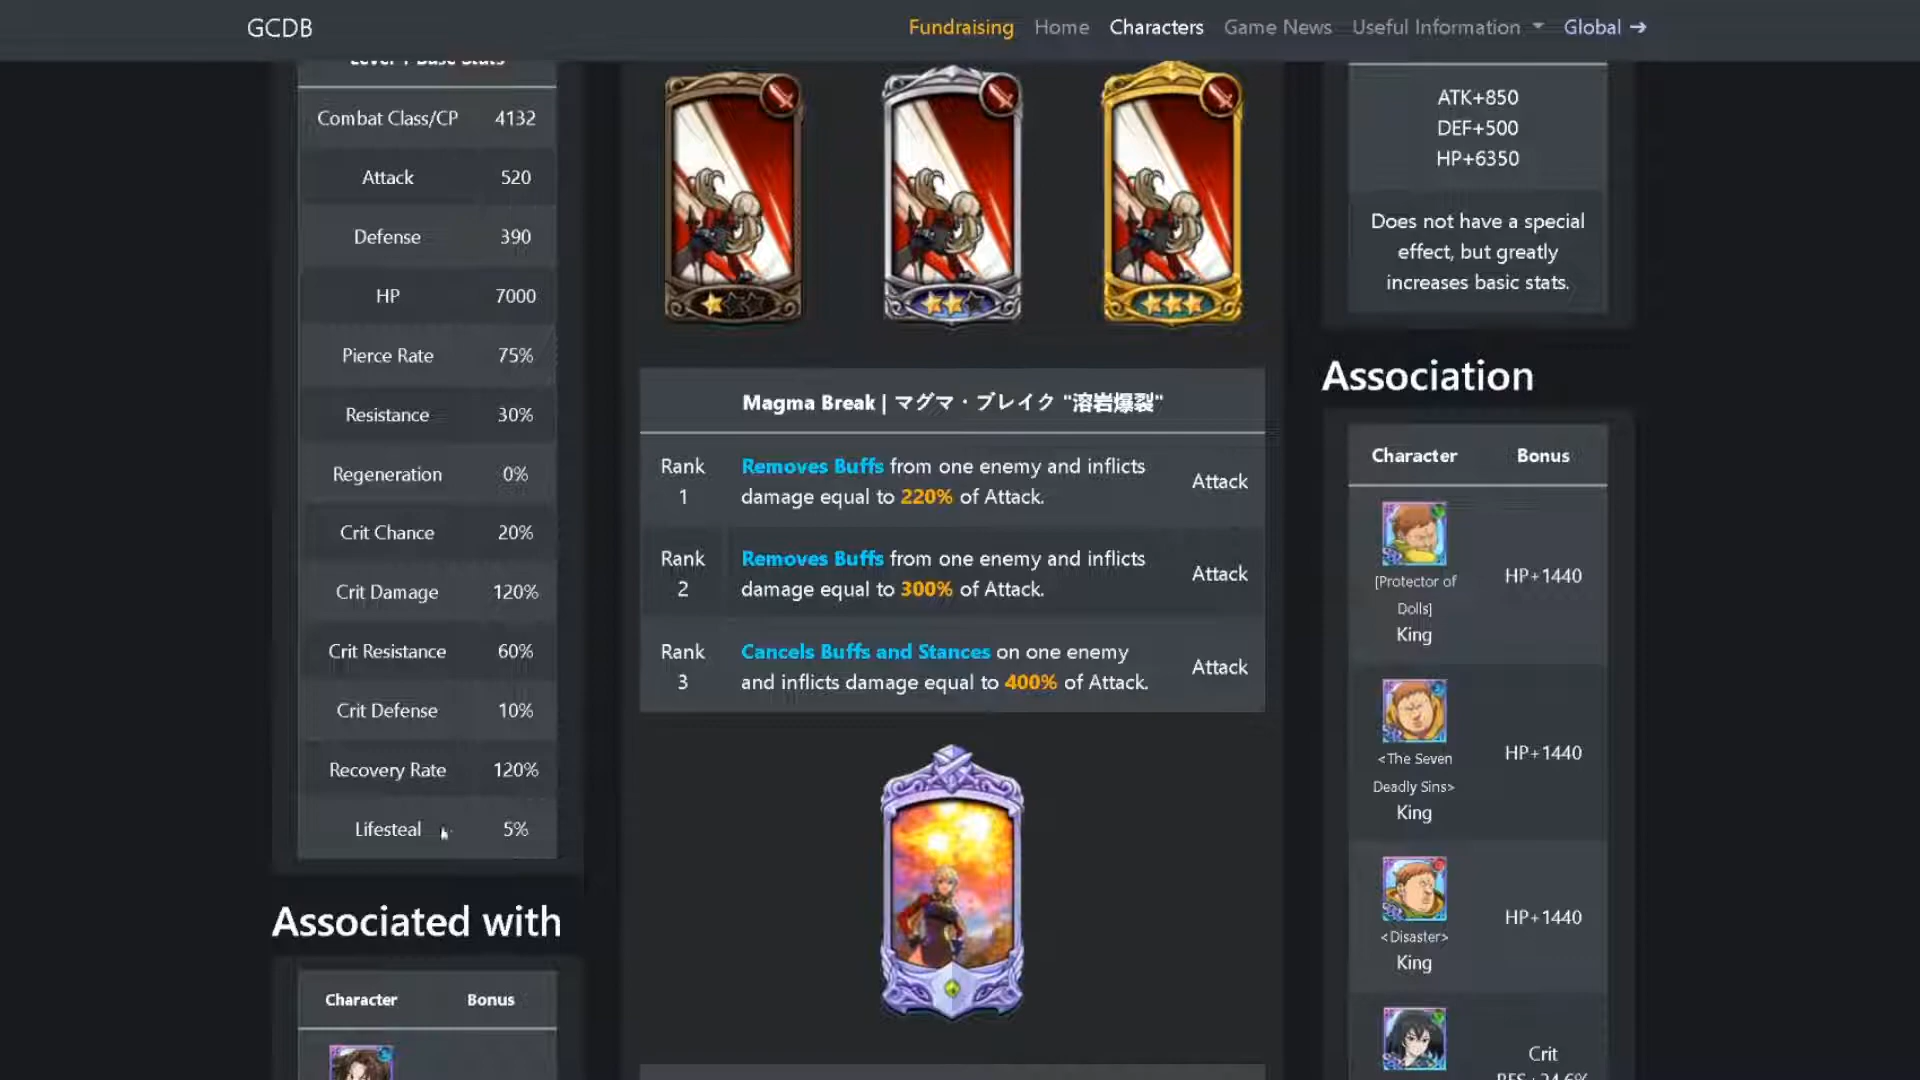 GCDB
Fundraising
Home
Characters
Game News
Useful Information
Global →
Level 1 Base Stats
Combat Class/CP 4132
Attack 520
Defense 390
HP 7000
Pierce Rate 75%
Resistance 30%
Regeneration 0%
Crit Chance 20%
Crit Damage 120%
Crit Resistance 60%
Crit Defense 10%
Recovery Rate 120%
Lifesteal 5%
Associated with
Character Bonus
Magma Break | マグマ・ブレイク "溶岩爆裂"
Rank 1
Removes Buffs from one enemy and inflicts
damage equal to 220% of Attack.
Attack
Rank 2
Removes Buffs from one enemy and inflicts
damage equal to 300% of Attack.
Attack
Rank 3
Cancels Buffs and Stances on one enemy
and inflicts damage equal to 400% of Attack.
Attack
ATK+850
DEF+500
HP+6350
Does not have a special
effect, but greatly
increases basic stats.
Association
Character Bonus
[Protector of
Dolls]
King
HP+1440
<The Seven
Deadly Sins>
King
HP+1440
<Disaster>
King
HP+1440
Crit
RES+24.6%